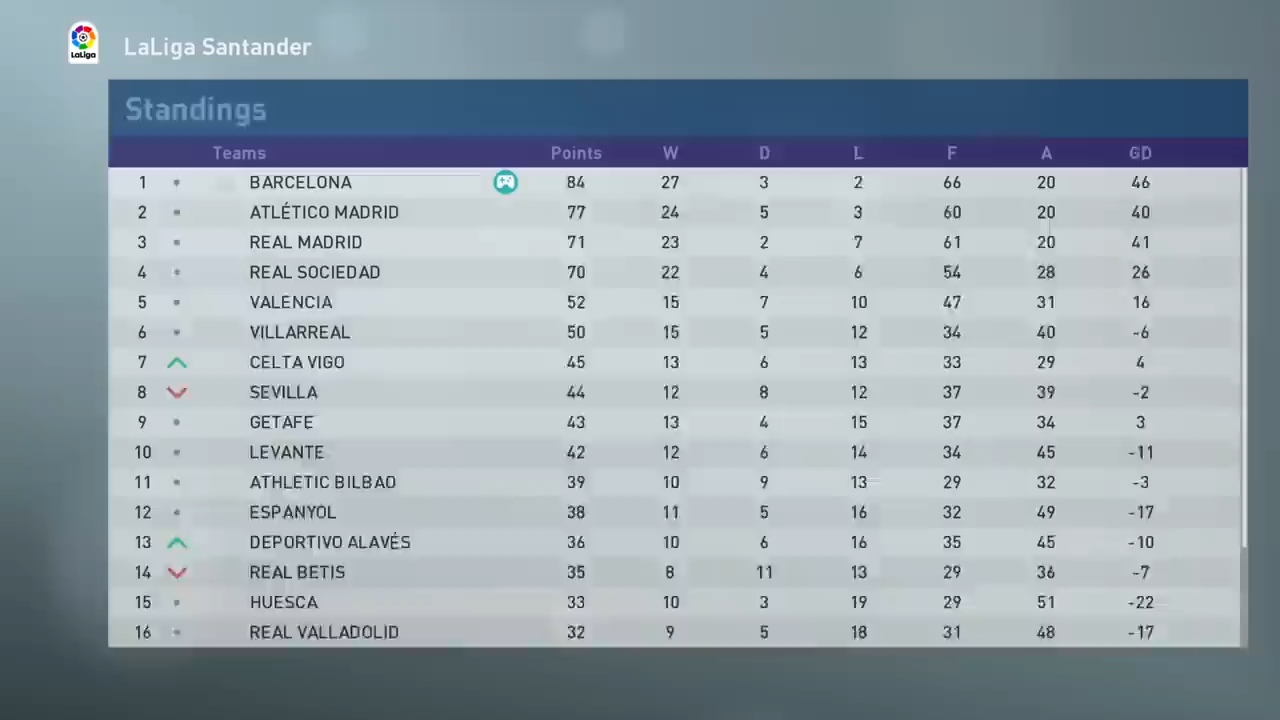 LaLiga
LaLiga Santander
Standings
Teams Points W D L F A GD
1 BARCELONA 84 27 3 2 66 20 46
2 ATLÉTICO MADRID 77 24 5 3 60 20 40
3 REAL MADRID 71 23 2 7 61 20 41
4 REAL SOCIEDAD 70 22 4 6 54 28 26
5 VALENCIA 52 15 7 10 47 31 16
6 VILLARREAL 50 15 5 12 34 40 -6
7 CELTA VIGO 45 13 6 13 33 29 4
8 SEVILLA 44 12 8 12 37 39 -2
9 GETAFE 43 13 4 15 37 34 3
10 LEVANTE 42 12 6 14 34 45 -11
11 ATHLETIC BILBAO 39 10 9 13 29 32 -3
12 ESPANYOL 38 11 5 16 32 49 -17
13 DEPORTIVO ALAVÉS 36 10 6 16 35 45 -10
14 REAL BETIS 35 8 11 13 29 36 -7
15 HUESCA 33 10 3 19 29 51 -22
16 REAL VALLADOLID 32 9 5 18 31 48 -17